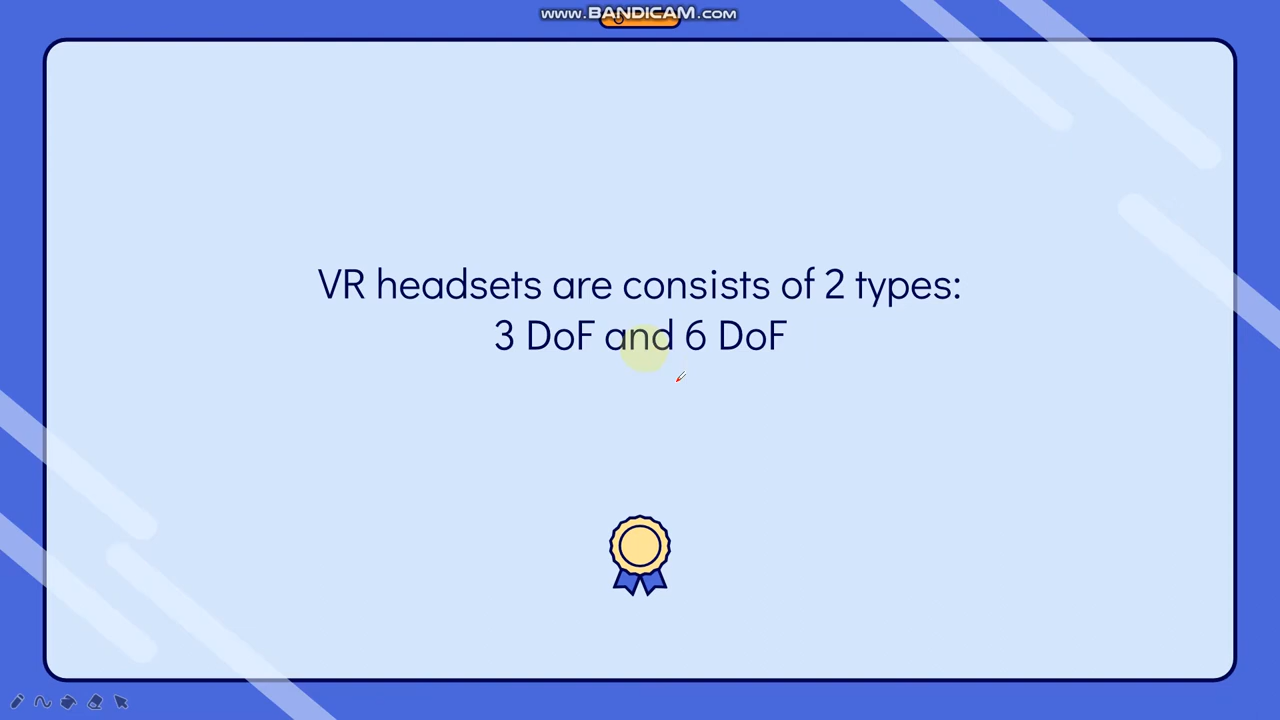 www.BANDICAM.com
VR headsets are consists of 2 types:
3 DoF and 6 DoF